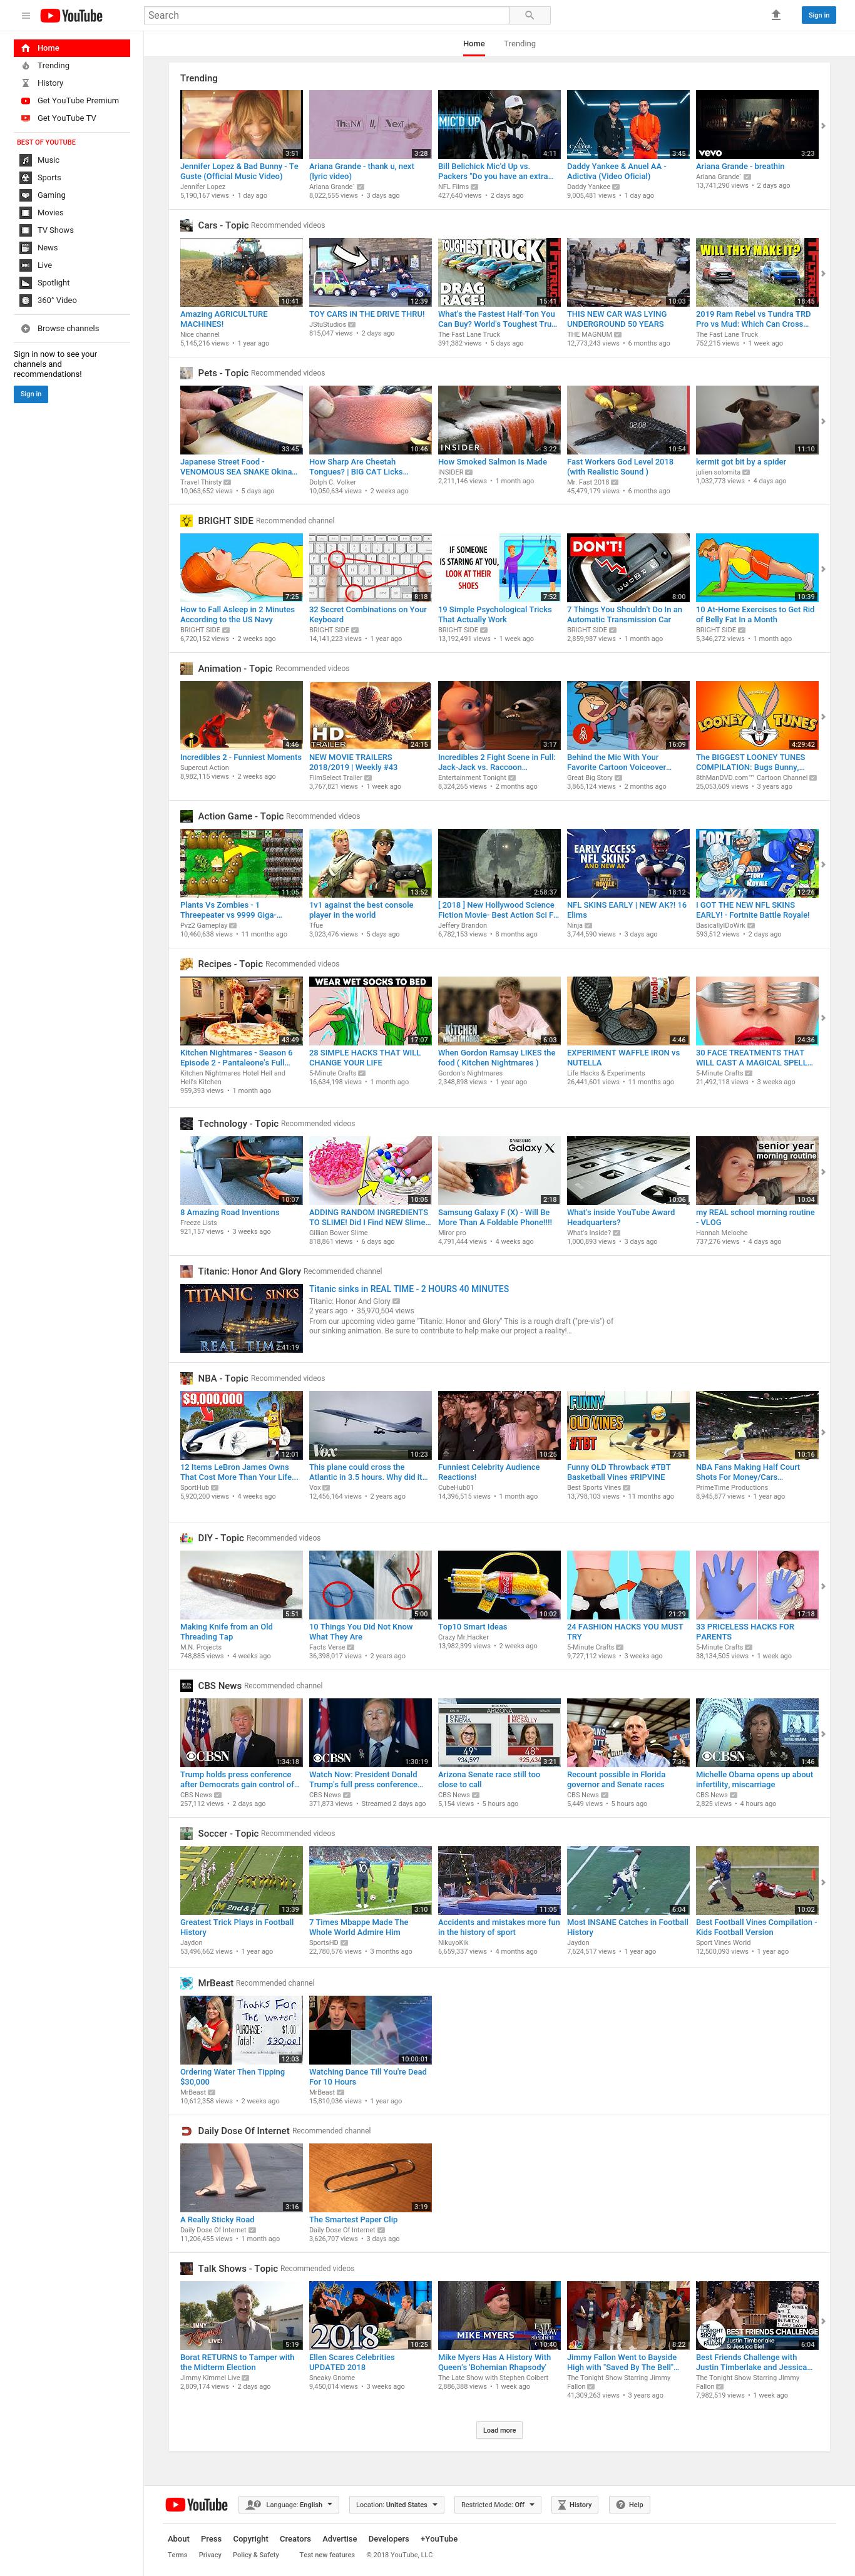 YouTube
Search
Sign in
Home
Trending
History
Get YouTube Premium
Get YouTube TV
BEST OF YOUTUBE
Music
Sports
Gaming
Movies
TV Shows
News
Live
Spotlight
360° Video
Browse channels
Sign in now to see your
channels and
recommendations!
Sign in
Home Trending
Trending
3:51 3:28 4:11 3:45 3:23
Jennifer Lopez & Bad Bunny - Te
Guste (Official Music Video)
Jennifer Lopez
5,190,167 views • 1 day ago
Ariana Grande - thank u, next
(lyric video)
Ariana Grande
8,022,555 views • 3 days ago
MIC'D UP
Bill Belichick Mic'd Up vs.
Packers "Do you have an extra...
NFL Films
427,640 views • 2 days ago
Daddy Yankee & Anuel AA -
Adictiva (Video Oficial)
Daddy Yankee
9,005,481 views • 1 day ago
vevo
Ariana Grande - breathin
Ariana Grande
13,741,290 views • 2 days ago
Cars - Topic Recommended videos
10:41 12:39 15:41 10:03 18:45
Amazing AGRICULTURE
MACHINES!
Nice channel
5,145,216 views • 1 year ago
TOY CARS IN THE DRIVE THRU!
JStuStudios
815,047 views • 2 days ago
TOUGHEST TRUCK
DRAG
RACE!
What's the Fastest Half-Ton You
Can Buy? World's Toughest Tru...
The Fast Lane Truck
391,382 views • 5 days ago
THIS NEW CAR WAS LYING
UNDERGROUND 50 YEARS
THE MAGNUM
12,773,243 views • 6 months ago
WILL THEY MAKE IT?
2019 Ram Rebel vs Tundra TRD
Pro vs Mud: Which Can Cross...
The Fast Lane Truck
752,215 views • 1 week ago
Pets - Topic Recommended videos
33:45 10:46 3:22 10:54 11:10
Japanese Street Food -
VENOMOUS SEA SNAKE Okina...
Travel Thirsty
10,063,652 views • 5 days ago
How Sharp Are Cheetah
Tongues? | BIG CAT Licks...
Dolph C. Volker
10,050,634 views • 2 weeks ago
INSIDER
How Smoked Salmon Is Made
INSIDER
2,211,146 views • 1 month ago
02:08
Fast Workers God Level 2018
(with Realistic Sound )
Mr. Fast 2018
45,479,179 views • 6 months ago
kermit got bit by a spider
julien solomita
1,032,773 views • 4 days ago
BRIGHT SIDE Recommended channel
7:25 8:18 7:52 8:00 10:39
How to Fall Asleep in 2 Minutes
According to the US Navy
BRIGHT SIDE
6,720,152 views • 2 weeks ago
32 Secret Combinations on Your
Keyboard
BRIGHT SIDE
14,141,223 views • 1 year ago
IF SOMEONE
IS STARING AT YOU,
LOOK AT THEIR
SHOES
19 Simple Psychological Tricks
That Actually Work
BRIGHT SIDE
13,192,491 views • 1 week ago
DON'T!
7 Things You Shouldn't Do In an
Automatic Transmission Car
BRIGHT SIDE
2,859,987 views • 1 month ago
10 At-Home Exercises to Get Rid
of Belly Fat In a Month
BRIGHT SIDE
5,346,272 views • 1 month ago
Animation - Topic Recommended videos
4:46 24:15 3:17 16:09 4:29:42
Incredibles 2 - Funniest Moments
Supercut Action
8,982,115 views • 2 weeks ago
HD
TRAILER
NEW MOVIE TRAILERS
2018/2019 | Weekly #43
FilmSelect Trailer
3,767,821 views • 1 week ago
Incredibles 2 Fight Scene in Full:
Jack-Jack vs. Raccoon...
Entertainment Tonight
8,324,265 views • 2 months ago
Behind the Mic With Your
Favorite Cartoon Voiceover...
Great Big Story
3,865,124 views • 2 months ago
LOONEY TUNES
The BIGGEST LOONEY TUNES
COMPILATION: Bugs Bunny,...
8thManDVD.com™ Cartoon Channel
25,053,609 views • 3 years ago
Action Game - Topic Recommended videos
11:05 13:52 2:58:37 18:12 12:26
Plants Vs Zombies - 1
Threepeater vs 9999 Giga-...
Pvz2 Gameplay
10,460,638 views • 11 months ago
1v1 against the best console
player in the world
Tfue
3,023,476 views • 5 days ago
[ 2018 ] New Hollywood Science
Fiction Movie- Best Action Sci F...
Jeffery Brandon
6,782,153 views • 8 months ago
EARLY ACCESS
NFL SKINS
AND NEW AK
NFL SKINS EARLY | NEW AK?! 16
Elims
Ninja
3,744,590 views • 3 days ago
I GOT THE NEW NFL SKINS
EARLY! - Fortnite Battle Royale!
BasicallyIDoWrk
593,512 views • 2 days ago
Recipes - Topic Recommended videos
43:49 17:07 6:03 4:46 24:36
Kitchen Nightmares - Season 6
Episode 2 - Pantaleone's Full...
Kitchen Nightmares Hotel Hell and
Hell's Kitchen
959,393 views • 1 month ago
WEAR WET SOCKS TO BED
28 SIMPLE HACKS THAT WILL
CHANGE YOUR LIFE
5-Minute Crafts
16,634,198 views • 1 month ago
KITCHEN
NIGHTMARES
When Gordon Ramsay LIKES the
food ( Kitchen Nightmares )
Gordon's Nightmares
2,348,898 views • 1 year ago
EXPERIMENT WAFFLE IRON vs
NUTELLA
Life Hacks & Experiments
26,441,601 views • 11 months ago
30 FACE TREATMENTS THAT
WILL CAST A MAGICAL SPELL...
5-Minute Crafts
21,492,118 views • 3 weeks ago
Technology - Topic Recommended videos
10:07 10:05 2:18 10:06 10:04
8 Amazing Road Inventions
Freeze Lists
921,157 views • 3 weeks ago
ADDING RANDOM INGREDIENTS
TO SLIME! Did I Find NEW Slime...
Gillian Bower Slime
818,861 views • 6 days ago
SAMSUNG
Galaxy X
Samsung Galaxy F (X) - Will Be
More Than A Foldable Phone!!!!
Miror pro
4,791,444 views • 4 weeks ago
What's inside YouTube Award
Headquarters?
What's Inside?
1,000,893 views • 3 days ago
senior year
morning routine
my REAL school morning routine
- VLOG
Hannah Meloche
737,276 views • 4 days ago
Titanic: Honor And Glory Recommended channel
TITANIC SINKS
REAL TIME
2:41:19
Titanic sinks in REAL TIME - 2 HOURS 40 MINUTES
Titanic: Honor And Glory
2 years ago • 35,970,504 views
From our upcoming video game "Titanic: Honor and Glory" This is a rough draft ("pre-vis") of
our sinking animation. Be sure to contribute to help make our project a reality!...
NBA - Topic Recommended videos
12:01 10:23 10:25 7:51 10:16
$9,000,000
12 Items LeBron James Owns
That Cost More Than Your Life...
SportHub
5,920,200 views • 4 weeks ago
Vox
This plane could cross the
Atlantic in 3.5 hours. Why did it...
Vox
12,456,164 views • 2 years ago
Funniest Celebrity Audience
Reactions!
CubeHub01
14,396,515 views • 1 month ago
FUNNY
OLD VINES
#TBT
Funny OLD Throwback #TBT
Basketball Vines #RIPVINE
Best Sports Vines
13,798,103 views • 11 months ago
NBA Fans Making Half Court
Shots For Money/Cars...
PrimeTime Productions
8,945,877 views • 1 year ago
DIY - Topic Recommended videos
5:51 5:00 10:02 21:29 17:18
Making Knife from an Old
Threading Tap
M.N. Projects
748,885 views • 4 weeks ago
10 Things You Did Not Know
What They Are
Facts Verse
36,398,017 views • 2 years ago
Top10 Smart Ideas
Crazy Mr.Hacker
13,982,399 views • 2 weeks ago
24 FASHION HACKS YOU MUST
TRY
5-Minute Crafts
9,727,112 views • 3 weeks ago
33 PRICELESS HACKS FOR
PARENTS
5-Minute Crafts
38,134,505 views • 1 week ago
CBS News Recommended channel
1:34:18 1:30:19 3:21 7:36 1:46
CBSN
Trump holds press conference
after Democrats gain control of...
CBS News
257,112 views • 2 days ago
CBSN
Watch Now: President Donald
Trump's full press conference...
CBS News
371,873 views • Streamed 2 days ago
ARIZONA
SINEMA
McSALLY
49%
48%
934,597
Arizona Senate race still too
close to call
CBS News
5,154 views • 5 hours ago
Recount possible in Florida
governor and Senate races
CBS News
5,449 views • 5 hours ago
CBSN
Michelle Obama opens up about
infertility, miscarriage
CBS News
2,825 views • 4 hours ago
Soccer - Topic Recommended videos
13:39 3:10 11:05 6:04 10:02
Greatest Trick Plays in Football
History
Jaydon
53,496,662 views • 1 year ago
7 Times Mbappe Made The
Whole World Admire Him
SportsHD
22,780,576 views • 3 months ago
Accidents and mistakes more fun
in the history of sport
NikuyoKik
6,659,337 views • 4 months ago
Most INSANE Catches in Football
History
Jaydon
7,624,517 views • 1 year ago
Best Football Vines Compilation -
Kids Football Version
Sport Vines World
12,500,093 views • 1 year ago
MrBeast Recommended channel
Thanks For
The water!
PURCHASE: $1.00
Total: $30,001
12:03 10:00:01
Ordering Water Then Tipping
$30,000
MrBeast
10,612,358 views • 2 weeks ago
Watching Dance Till You're Dead
For 10 Hours
MrBeast
15,810,036 views • 1 year ago
Daily Dose Of Internet Recommended channel
3:16 3:19
A Really Sticky Road
Daily Dose Of Internet
11,206,455 views • 1 month ago
The Smartest Paper Clip
Daily Dose Of Internet
3,626,707 views • 3 days ago
Talk Shows - Topic Recommended videos
5:19 10:25 10:40 8:22 6:04
Borat RETURNS to Tamper with
the Midterm Election
Jimmy Kimmel Live
2,809,174 views • 2 days ago
2018
Ellen Scares Celebrities
UPDATED 2018
Sneaky Gnome
9,450,014 views • 3 weeks ago
MIKE MYERS
Mike Myers Has A History With
Queen's 'Bohemian Rhapsody'
The Late Show with Stephen Colbert
2,886,388 views • 1 week ago
Jimmy Fallon Went to Bayside
High with "Saved By The Bell"...
The Tonight Show Starring Jimmy
Fallon
41,309,263 views • 3 years ago
BEST FRIENDS CHALLENGE
Justin Timberlake
& Jessica Biel
Best Friends Challenge with
Justin Timberlake and Jessica...
The Tonight Show Starring Jimmy
Fallon
7,982,519 views • 1 week ago
Load more
YouTube Language: English Location: United States Restricted Mode: Off History Help
About Press Copyright Creators Advertise Developers +YouTube
Terms Privacy Policy & Safety Test new features © 2018 YouTube, LLC